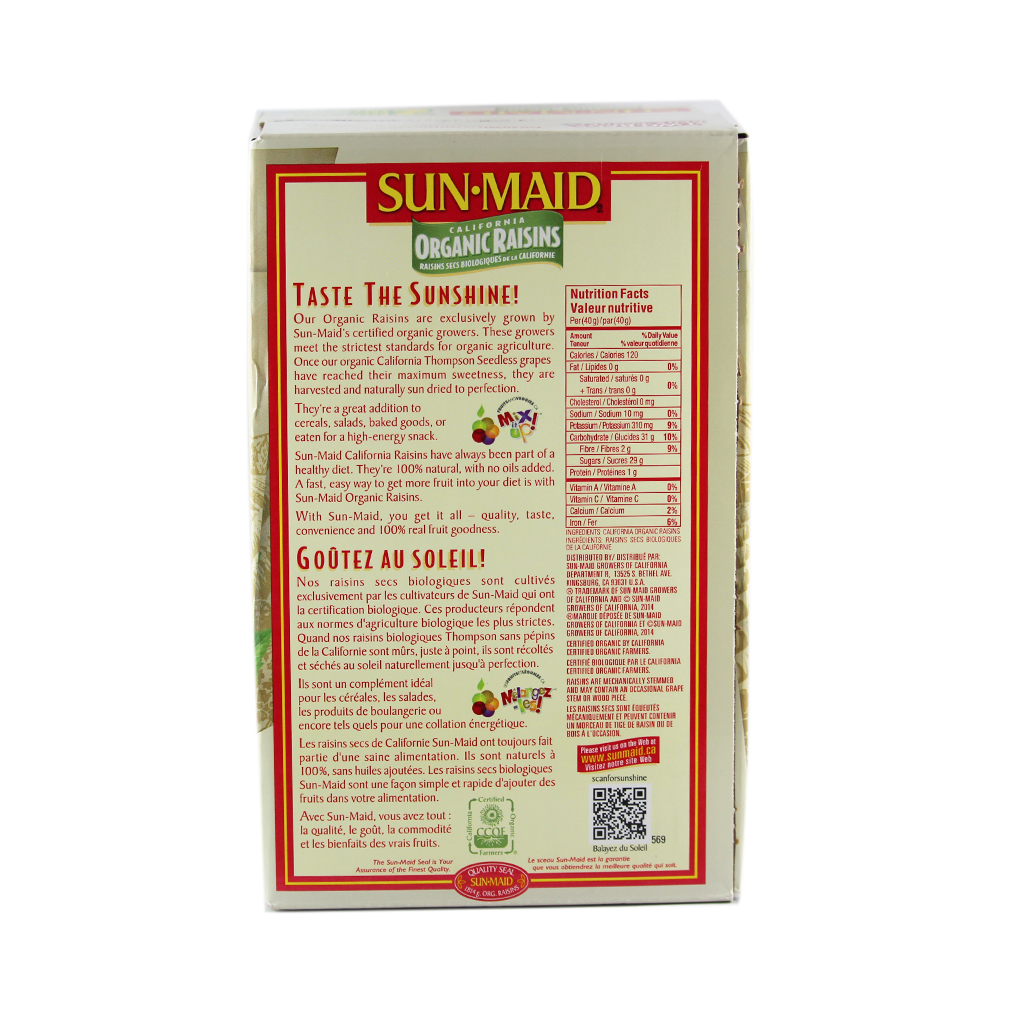 SUN·MAID
CALIFORNIA
ORGANIC RAISINS
RAISINS SECS BIOLOGIQUES DE LA CALIFORNIE
TASTE THE SUNSHINE!
Our Organic Raisins are exclusively grown by
Sun-Maid's certified organic growers. These growers
meet the strictest standards for organic agriculture.
Once our organic California Thompson Seedless grapes
have reached their maximum sweetness, they are
harvested and naturally sun dried to perfection.
They're a great addition to
cereals, salads, baked goods, or
eaten for a high-energy snack.
Mix
it
up!
Sun-Maid California Raisins have always been part of a
healthy diet. They're 100% natural, with no oils added.
A fast, easy way to get more fruit into your diet is with
Sun-Maid Organic Raisins.
With Sun-Maid, you get it all – quality, taste,
convenience and 100% real fruit goodness.
GOÛTEZ AU SOLEIL!
Nos raisins secs biologiques sont cultivés
exclusivement par les cultivateurs de Sun-Maid qui ont
la certification biologique. Ces producteurs répondent
aux normes d'agriculture biologique les plus strictes.
Quand nos raisins biologiques Thompson sans pépins
de la Californie sont mûrs, juste à point, ils sont récoltés
et séchés au soleil naturellement jusqu'à perfection.
Ils sont un complément idéal
pour les céréales, les salades,
les produits de boulangerie ou
encore tels quels pour une collation énergétique.
Mélangez
-les!
Les raisins secs de Californie Sun-Maid ont toujours fait
partie d'une saine alimentation. Ils sont naturels à
100%, sans huiles ajoutées. Les raisins secs biologiques
Sun-Maid sont une façon simple et rapide d'ajouter des
fruits dans votre alimentation.
Avec Sun-Maid, vous avez tout :
la qualité, le goût, la commodité
et les bienfaits des vrais fruits.
Certified
California
Organic
CCOF
Farmers
The Sun-Maid Seal is Your
Assurance of the Finest Quality.
QUALITY SEAL
SUN-MAID
1814 g. ORG. RAISINS
Le sceau Sun-Maid est la garantie
que vous obtiendrez la meilleure qualité qui soit.
Nutrition Facts
Valeur nutritive
Per (40 g) / par (40 g)
Amount % Daily Value
Teneur % valeur quotidienne
Calories / Calories 120
Fat / Lipides 0 g 0%
Saturated / saturés 0 g
+ Trans / trans 0 g 0%
Cholesterol / Cholestérol 0 mg
Sodium / Sodium 10 mg 0%
Potassium / Potassium 310 mg 9%
Carbohydrate / Glucides 31 g 10%
Fibre / Fibres 2 g 9%
Sugars / Sucres 29 g
Protein / Protéines 1 g
Vitamin A / Vitamine A 0%
Vitamin C / Vitamine C 0%
Calcium / Calcium 2%
Iron / Fer 6%
INGREDIENTS: CALIFORNIA ORGANIC RAISINS
INGRÉDIENTS: RAISINS SECS BIOLOGIQUES
DE LA CALIFORNIE
DISTRIBUTED BY/ DISTRIBUÉ PAR:
SUN-MAID GROWERS OF CALIFORNIA
DEPARTMENT R, 13525 S. BETHEL AVE.
KINGSBURG, CA 93631 U.S.A.
® TRADEMARK OF SUN-MAID GROWERS
OF CALIFORNIA AND © SUN-MAID
GROWERS OF CALIFORNIA, 2014
®MARQUE DÉPOSÉE DE SUN-MAID
GROWERS OF CALIFORNIA ET ©SUN-MAID
GROWERS OF CALIFORNIA, 2014
CERTIFIED ORGANIC BY CALIFORNIA
CERTIFIED ORGANIC FARMERS.
CERTIFIÉ BIOLOGIQUE PAR LE CALIFORNIA
CERTIFIED ORGANIC FARMERS.
RAISINS ARE MECHANICALLY STEMMED
AND MAY CONTAIN AN OCCASIONAL GRAPE
STEM OR WOOD PIECE.
LES RAISINS SECS SONT ÉQUEUTÉS
MÉCANIQUEMENT ET PEUVENT CONTENIR
UN MORCEAU DE TIGE DE RAISIN OU DE
BOIS À L'OCCASION.
Please visit us on the Web at
www.sunmaid.ca
Visitez notre site Web
scanforsunshine
569
Balayez du Soleil